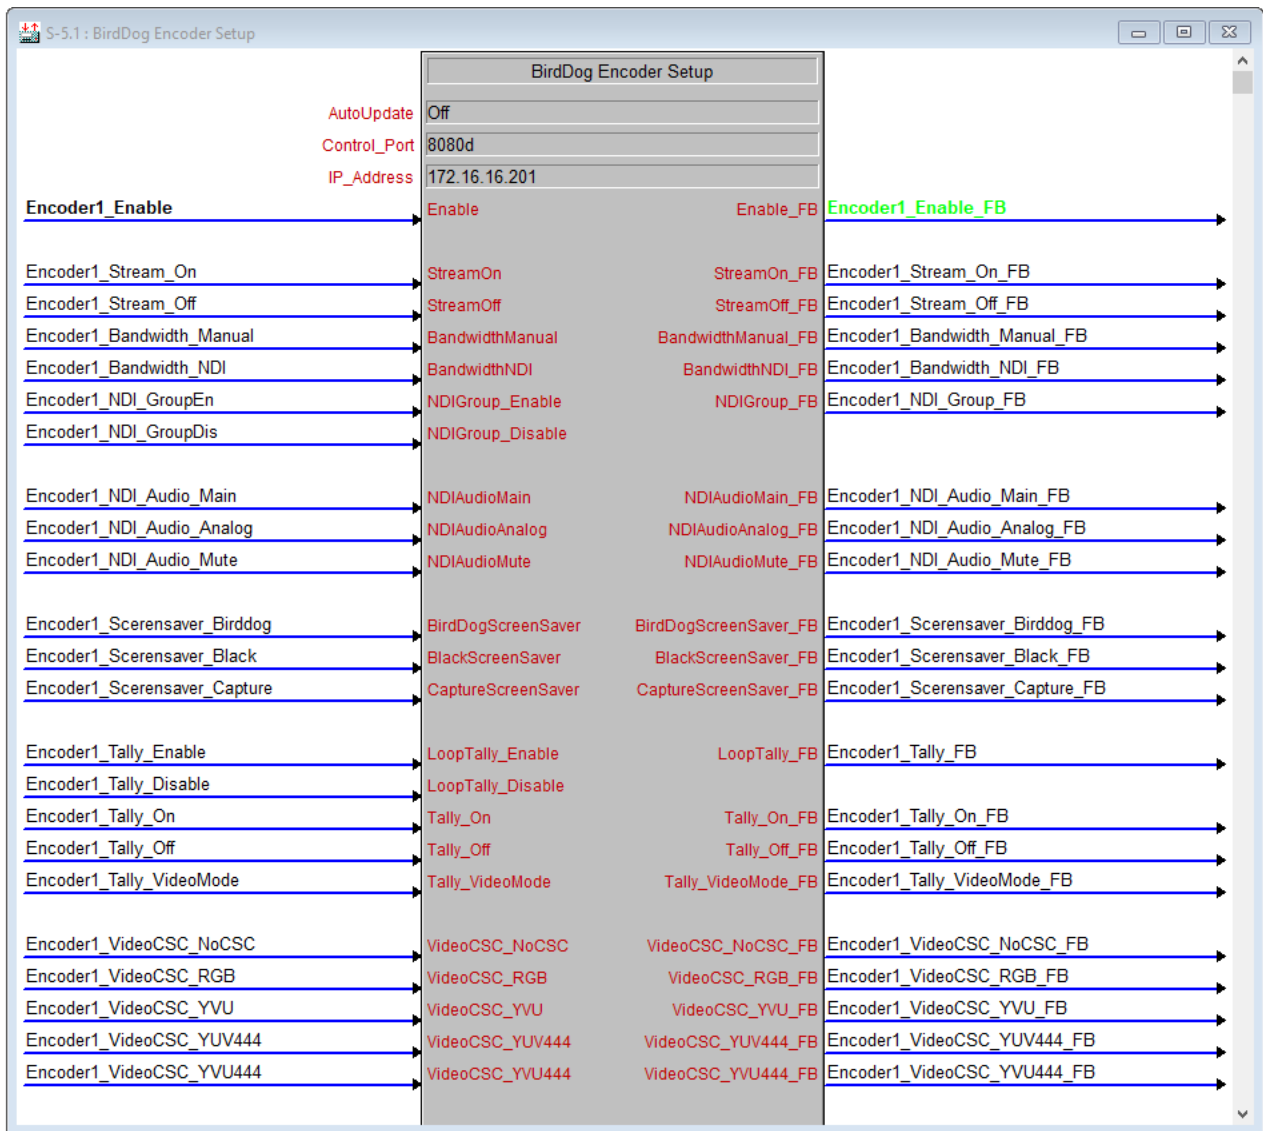 S-5.1 : BirdDog Encoder Setup
BirdDog Encoder Setup
AutoUpdate Off
Control_Port 8080d
IP_Address 172.16.16.201
Encoder1_Enable Enable Enable_FB Encoder1_Enable_FB
Encoder1_Stream_On StreamOn StreamOn_FB Encoder1_Stream_On_FB
Encoder1_Stream_Off StreamOff StreamOff_FB Encoder1_Stream_Off_FB
Encoder1_Bandwidth_Manual BandwidthManual BandwidthManual_FB Encoder1_Bandwidth_Manual_FB
Encoder1_Bandwidth_NDI BandwidthNDI BandwidthNDI_FB Encoder1_Bandwidth_NDI_FB
Encoder1_NDI_GroupEn NDIGroup_Enable NDIGroup_FB Encoder1_NDI_Group_FB
Encoder1_NDI_GroupDis NDIGroup_Disable
Encoder1_NDI_Audio_Main NDIAudioMain NDIAudioMain_FB Encoder1_NDI_Audio_Main_FB
Encoder1_NDI_Audio_Analog NDIAudioAnalog NDIAudioAnalog_FB Encoder1_NDI_Audio_Analog_FB
Encoder1_NDI_Audio_Mute NDIAudioMute NDIAudioMute_FB Encoder1_NDI_Audio_Mute_FB
Encoder1_Scerensaver_Birddog BirdDogScreenSaver BirdDogScreenSaver_FB Encoder1_Scerensaver_Birddog_FB
Encoder1_Scerensaver_Black BlackScreenSaver BlackScreenSaver_FB Encoder1_Scerensaver_Black_FB
Encoder1_Scerensaver_Capture CaptureScreenSaver CaptureScreenSaver_FB Encoder1_Scerensaver_Capture_FB
Encoder1_Tally_Enable LoopTally_Enable LoopTally_FB Encoder1_Tally_FB
Encoder1_Tally_Disable LoopTally_Disable
Encoder1_Tally_On Tally_On Tally_On_FB Encoder1_Tally_On_FB
Encoder1_Tally_Off Tally_Off Tally_Off_FB Encoder1_Tally_Off_FB
Encoder1_Tally_VideoMode Tally_VideoMode Tally_VideoMode_FB Encoder1_Tally_VideoMode_FB
Encoder1_VideoCSC_NoCSC VideoCSC_NoCSC VideoCSC_NoCSC_FB Encoder1_VideoCSC_NoCSC_FB
Encoder1_VideoCSC_RGB VideoCSC_RGB VideoCSC_RGB_FB Encoder1_VideoCSC_RGB_FB
Encoder1_VideoCSC_YVU VideoCSC_YVU VideoCSC_YVU_FB Encoder1_VideoCSC_YVU_FB
Encoder1_VideoCSC_YUV444 VideoCSC_YUV444 VideoCSC_YUV444_FB Encoder1_VideoCSC_YUV444_FB
Encoder1_VideoCSC_YVU444 VideoCSC_YVU444 VideoCSC_YVU444_FB Encoder1_VideoCSC_YVU444_FB